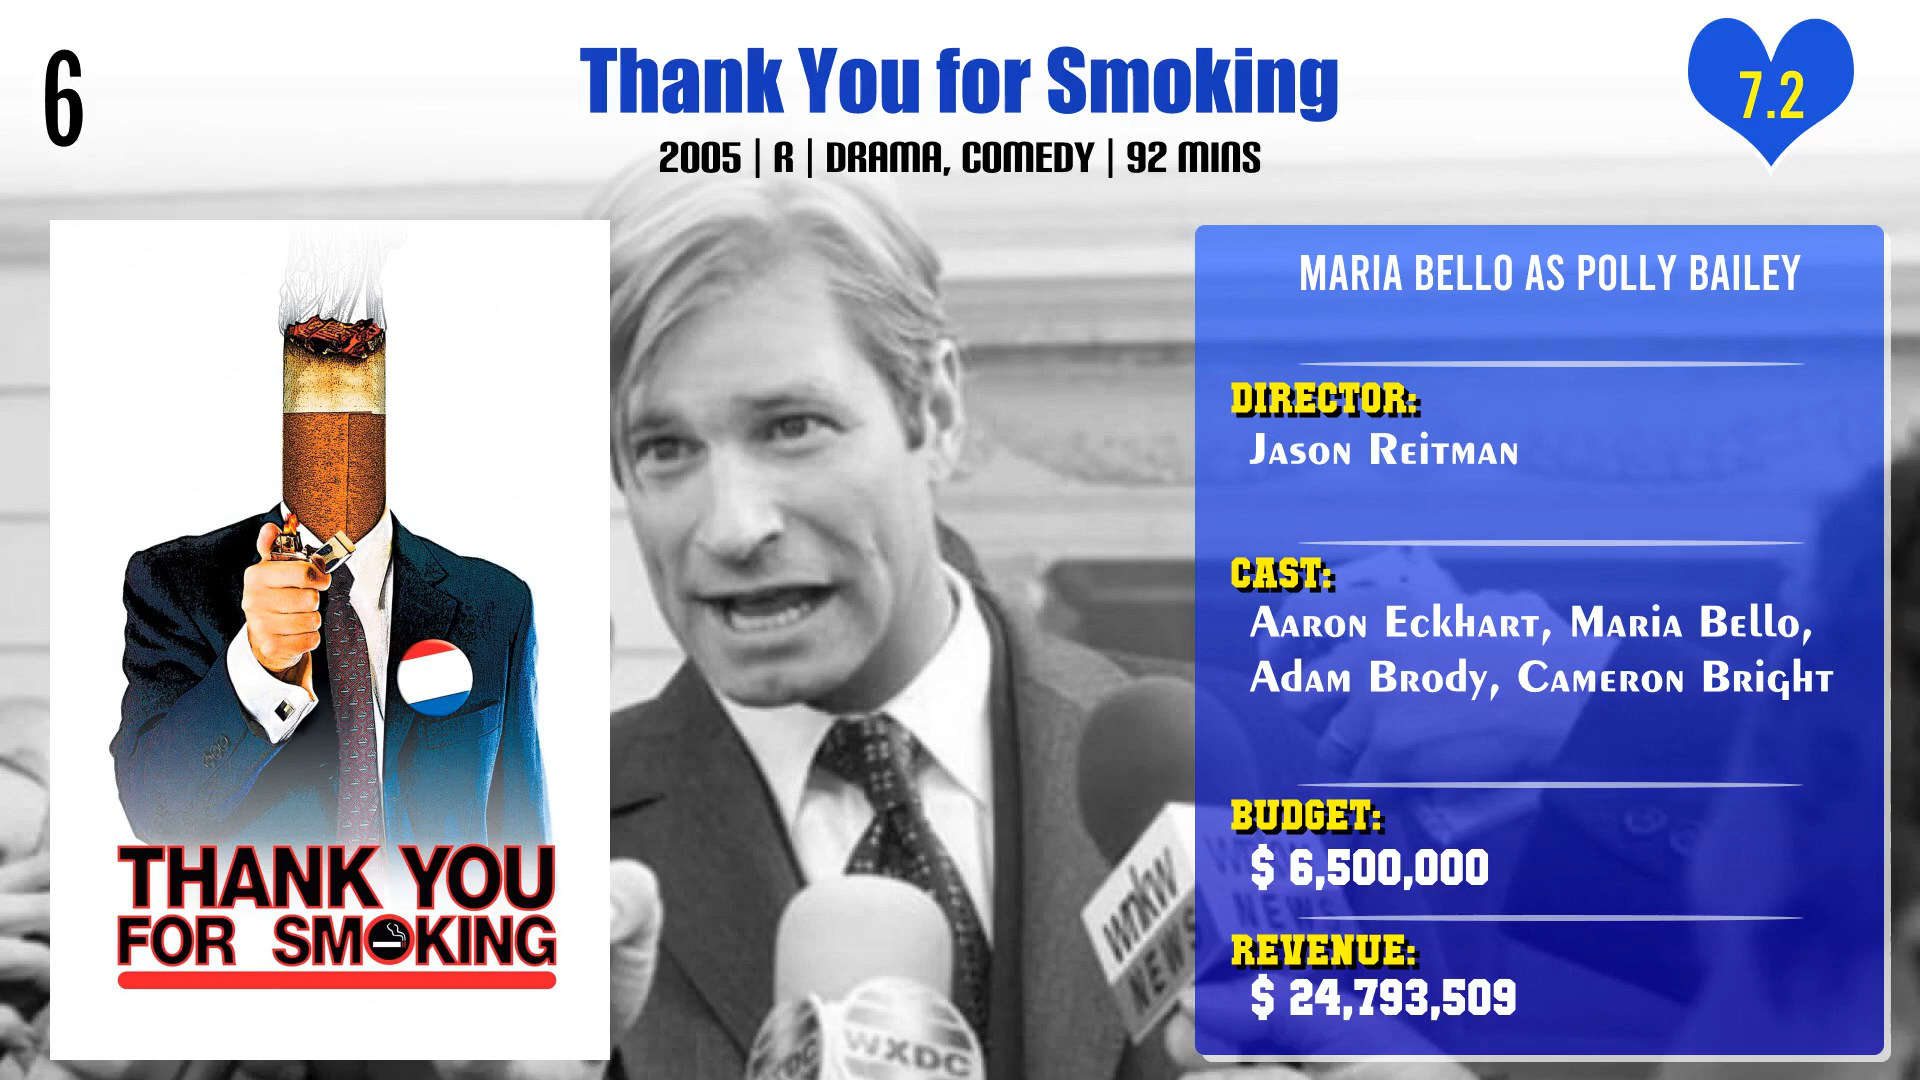 6
Thank You for Smoking
2005 | R | DRAMA, COMEDY | 92 MINS
7.2
THANK YOU
FOR SMOKING
wnkw
NEWS
WXDC
MARIA BELLO AS POLLY BAILEY
DIRECTOR:
Jason Reitman
CAST:
Aaron Eckhart, Maria Bello,
Adam Brody, Cameron Bright
BUDGET:
$ 6,500,000
REVENUE:
$ 24,793,509